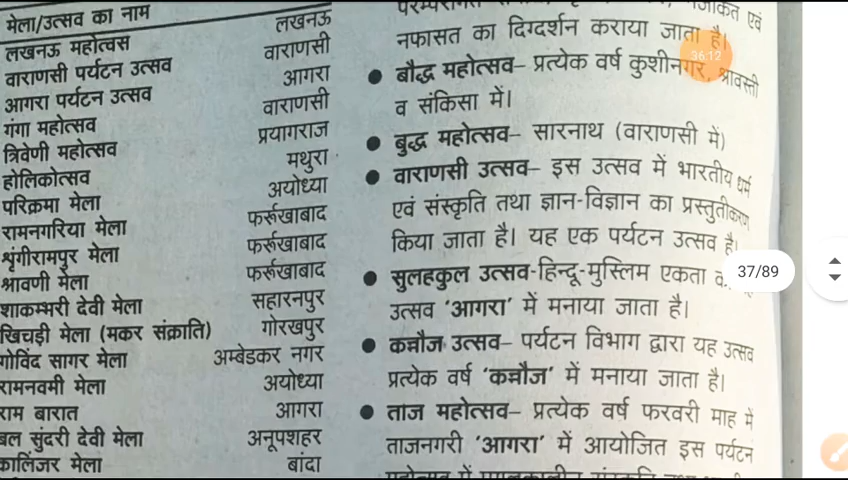 मेला/उत्सव का नाम
लखनऊ महोत्वस लखनऊ
वाराणसी पर्यटन उत्सव वाराणसी
आगरा पर्यटन उत्सव आगरा
गंगा महोत्सव वाराणसी
त्रिवेणी महोत्सव प्रयागराज
होलिकोत्सव मथुरा
परिक्रमा मेला अयोध्या
रामनगरिया मेला फर्रूखाबाद
शृंगीरामपुर मेला फर्रूखाबाद
श्रावणी मेला फर्रूखाबाद
शाकम्भरी देवी मेला सहारनपुर
खिचड़ी मेला (मकर संक्राति) गोरखपुर
गोविंद सागर मेला अम्बेडकर नगर
रामनवमी मेला अयोध्या
राम बारात आगरा
सुंदरी देवी मेला अनूपशहर
कालिंजर मेला बांदा
एवं
नफासत का दिग्दर्शन कराया जाता है।
● बौद्ध महोत्सव– प्रत्येक वर्ष कुशीनगर, श्रावस्ती
व संकिसा में।
● बुद्ध महोत्सव– सारनाथ (वाराणसी में)
● वाराणसी उत्सव– इस उत्सव में भारतीय धर्म
एवं संस्कृति तथा ज्ञान-विज्ञान का प्रस्तुतीकरण
किया जाता है। यह एक पर्यटन उत्सव है।
● सुलहकुल उत्सव-हिन्दू-मुस्लिम एकता
उत्सव ‘आगरा’ में मनाया जाता है।
● कन्नौज उत्सव– पर्यटन विभाग द्वारा यह उत्सव
प्रत्येक वर्ष ‘कन्नौज’ में मनाया जाता है।
● ताज महोत्सव– प्रत्येक वर्ष फरवरी माह में
ताजनगरी ‘आगरा’ में आयोजित इस पर्यटन
36:12
37/89